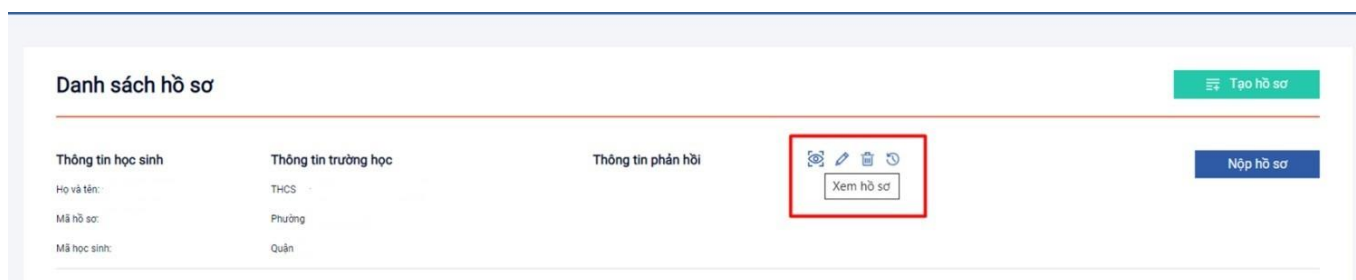 Danh sách hồ sơ
Tạo hồ sơ
Thông tin học sinh
Thông tin trường học
Thông tin phản hồi
Nộp hồ sơ
Họ và tên:
THCS
Xem hồ sơ
Mã hồ sơ:
Phường
Mã học sinh:
Quận